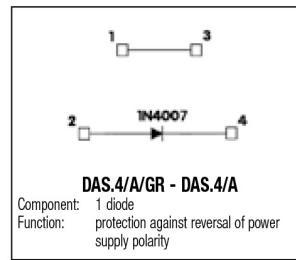 1 3
1N4007
2 4
DAS.4/A/GR - DAS.4/A
Component: 1 diode
Function: protection against reversal of power
supply polarity